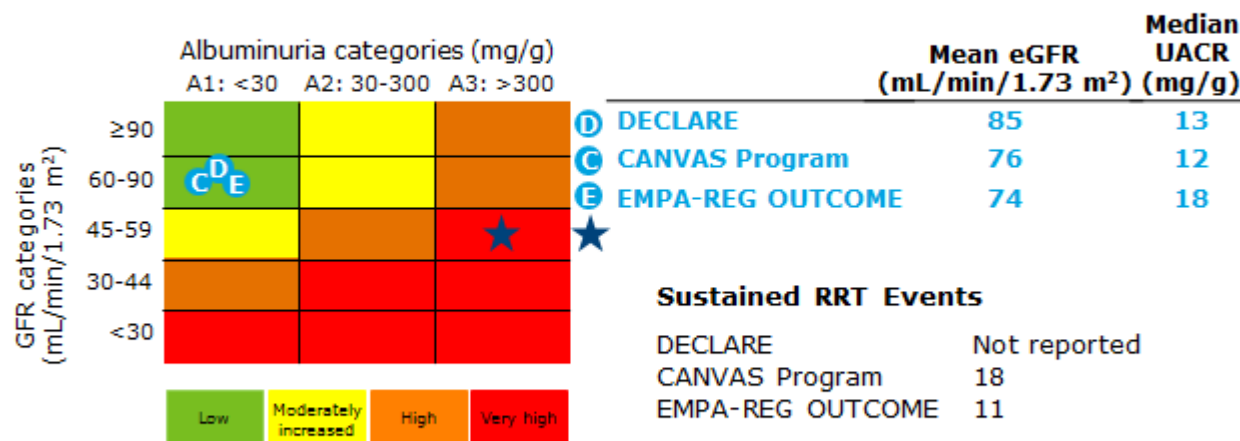 Albuminuria categories (mg/g)
A1: <30 A2: 30-300 A3: >300
GFR categories
(mL/min/1.73 m²)
≥90
60-90
45-59
30-44
<30
C D E
Low
Moderately
increased
High
Very high
Mean eGFR
(mL/min/1.73 m²)
Median
UACR
(mg/g)
D DECLARE 85 13
C CANVAS Program 76 12
E EMPA-REG OUTCOME 74 18
Sustained RRT Events
DECLARE Not reported
CANVAS Program 18
EMPA-REG OUTCOME 11